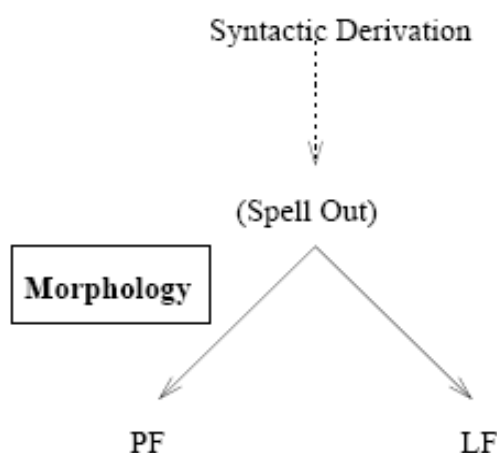 Syntactic Derivation
(Spell Out)
Morphology
PF
LF